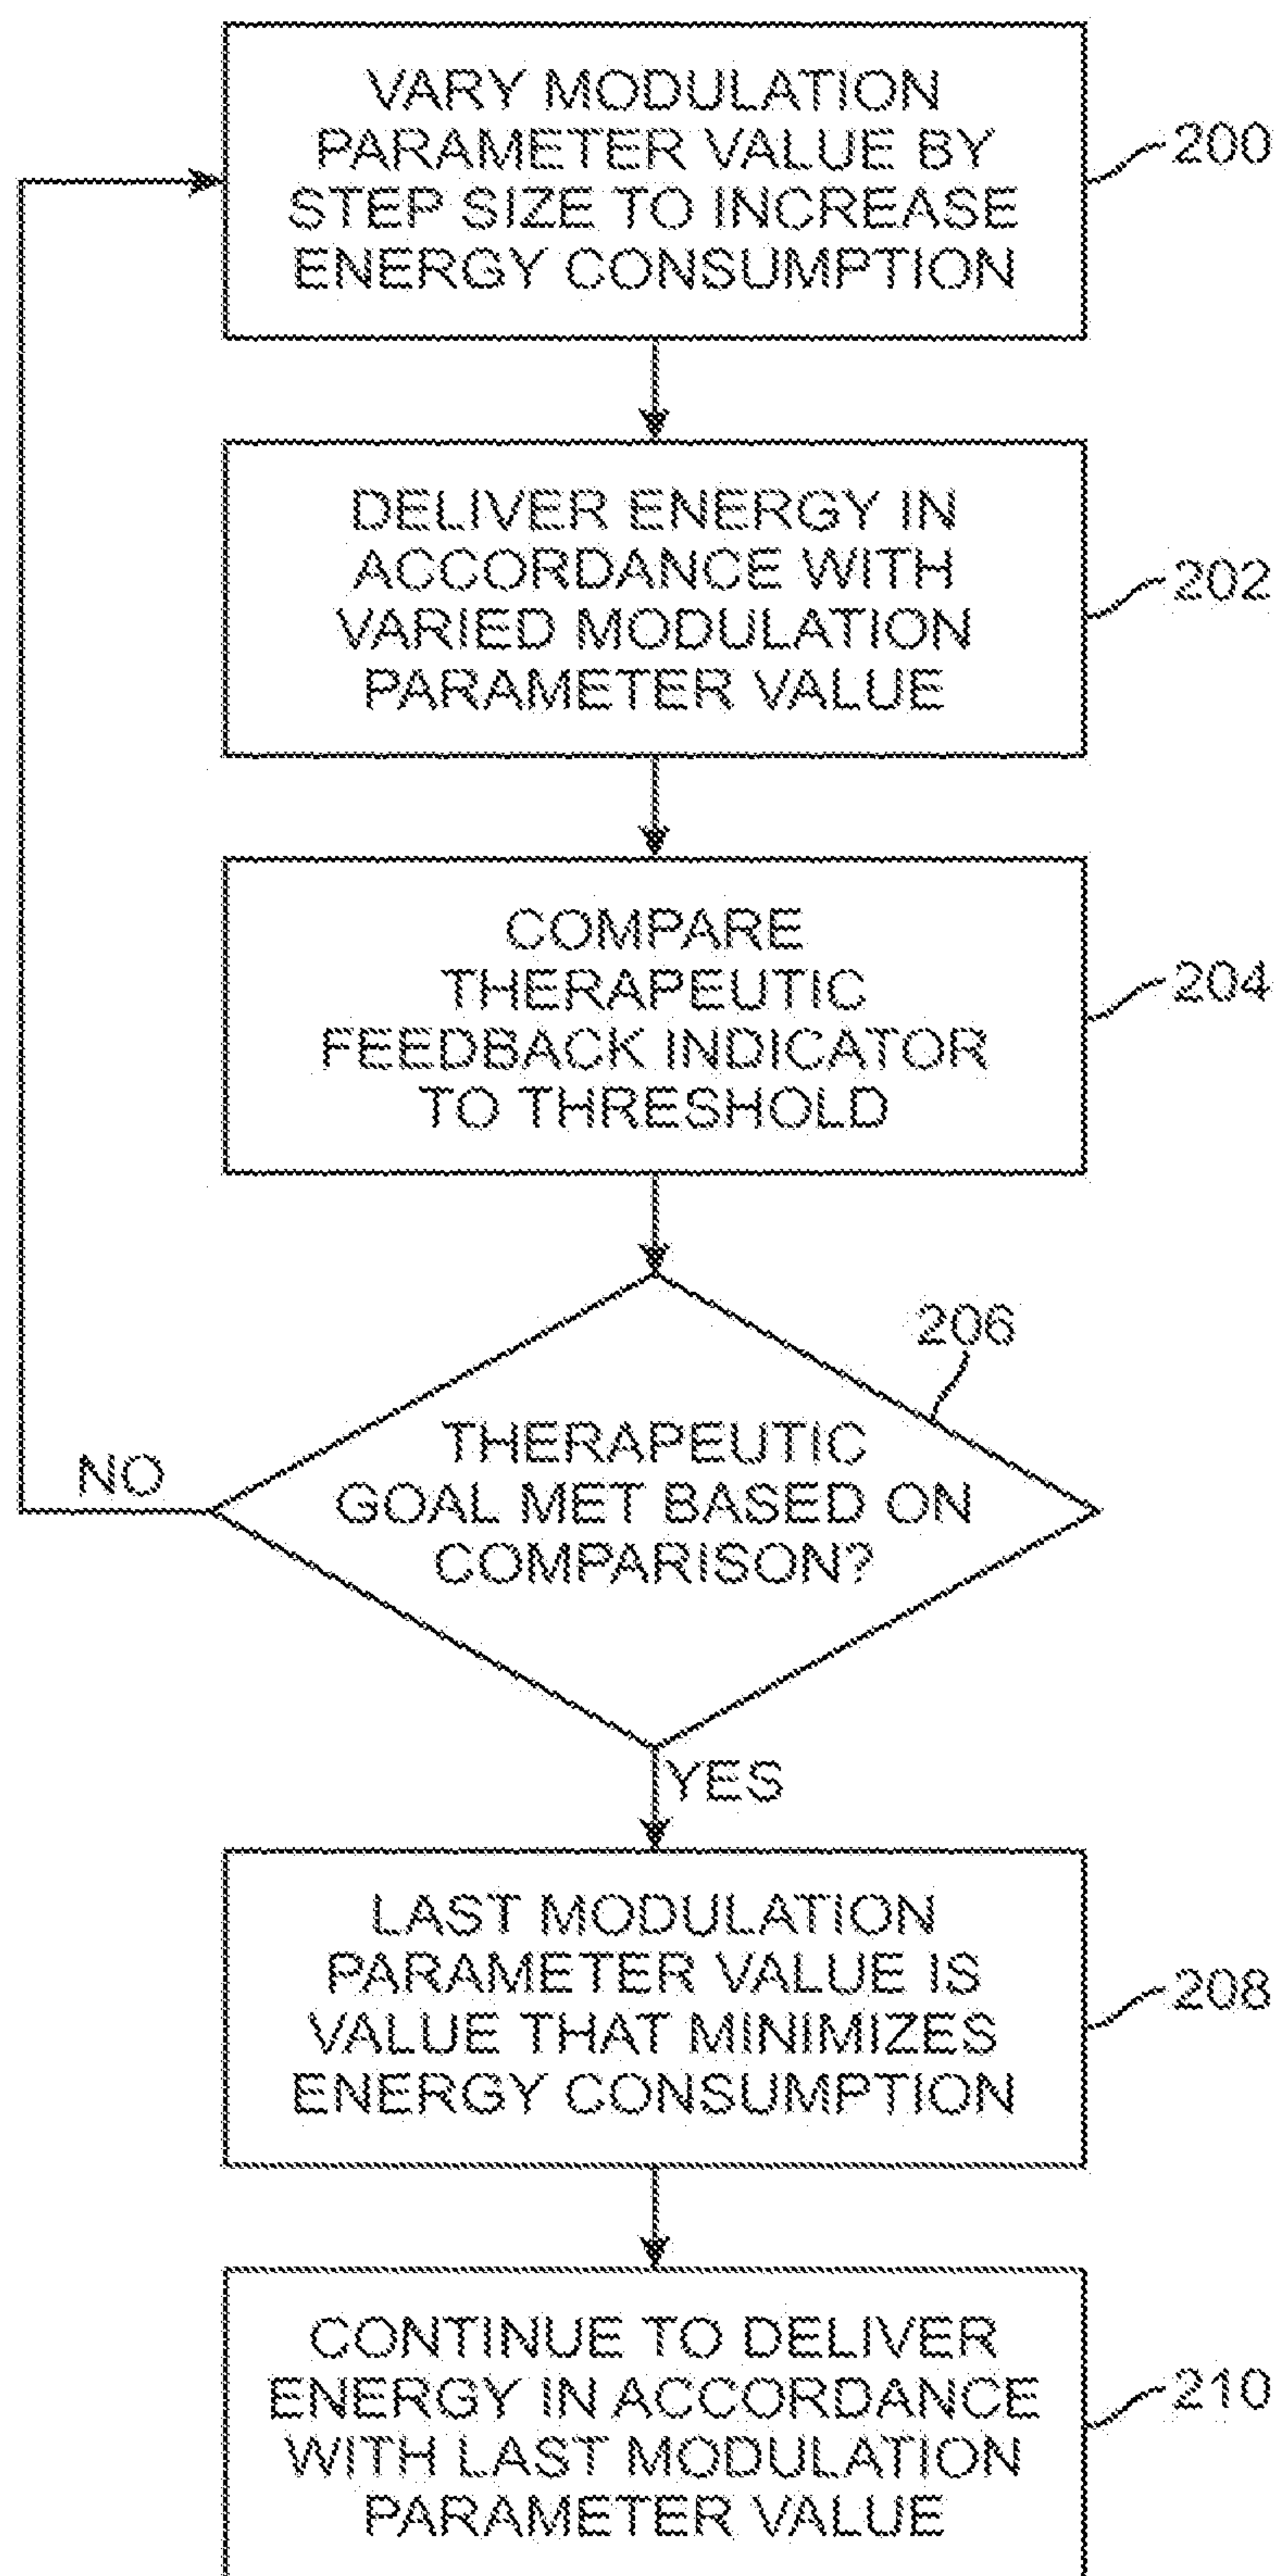 VARY MODULATION
PARAMETER VALUE BY
STEP SIZE TO INCREASE
ENERGY CONSUMPTION
200
DELIVER ENERGY IN
ACCORDANCE WITH
VARIED MODULATION
PARAMETER VALUE
202
COMPARE
THERAPEUTIC
FEEDBACK INDICATOR
TO THRESHOLD
204
206
THERAPEUTIC
GOAL MET BASED ON
COMPARISON?
NO
YES
LAST MODULATION
PARAMETER VALUE IS
VALUE THAT MINIMIZES
ENERGY CONSUMPTION
208
CONTINUE TO DELIVER
ENERGY IN ACCORDANCE
WITH LAST MODULATION
PARAMETER VALUE
210